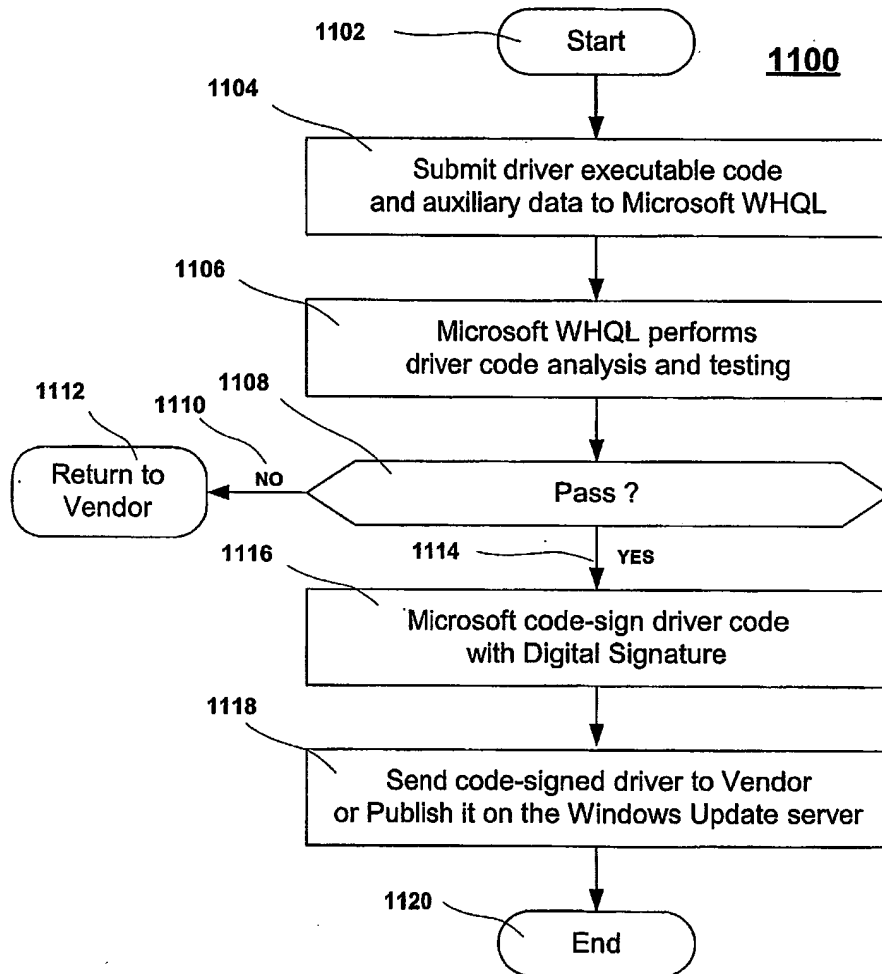 1102
Start
1100
1104
Submit driver executable code
and auxiliary data to Microsoft WHQL
1106
Microsoft WHQL performs
driver code analysis and testing
1108
1112
1110
Return to
Vendor
NO
Pass ?
1114
YES
1116
Microsoft code-sign driver code
with Digital Signature
1118
Send code-signed driver to Vendor
or Publish it on the Windows Update server
1120
End